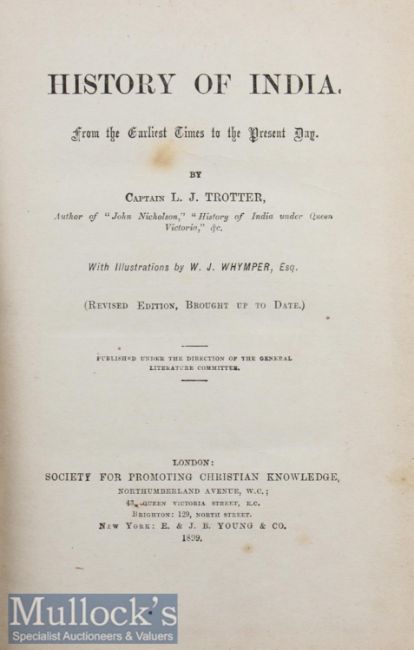 HISTORY OF INDIA.
From the Earliest Times to the Present Day.
BY
CAPTAIN L. J. TROTTER,
Author of "John Nicholson," "History of India under Queen
Victoria," &c.
With Illustrations by W. J. WHYMPER, Esq.
(REVISED EDITION, BROUGHT UP TO DATE.)
PUBLISHED UNDER THE DIRECTION OF THE GENERAL
LITERATURE COMMITTEE.
LONDON:
SOCIETY FOR PROMOTING CHRISTIAN KNOWLEDGE,
NORTHUMBERLAND AVENUE, W.C.;
43, QUEEN VICTORIA STREET, E.C.
BRIGHTON: 129, NORTH STREET.
NEW YORK: E. & J. B. YOUNG & CO.
1899.
Mullock's
Specialist Auctioneers & Valuers